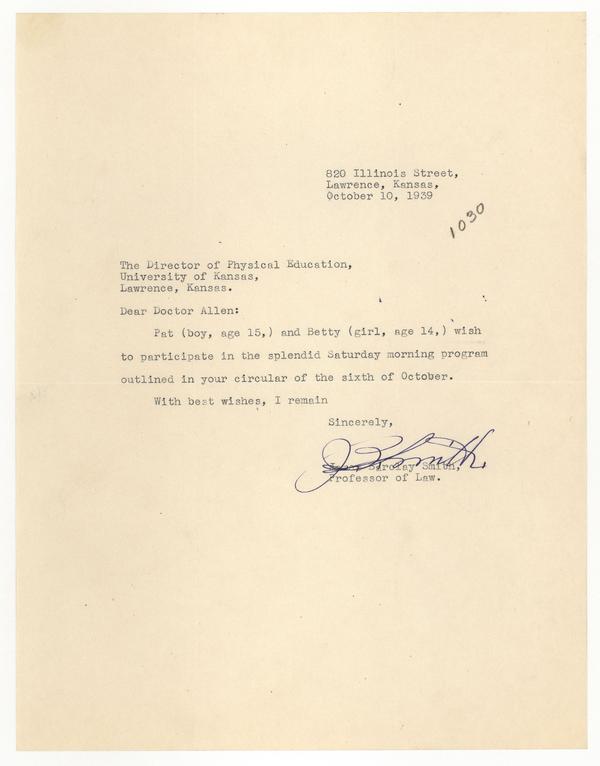 820 Illinois Street,
Lawrence, Kansas,
October 10, 1939
1030
The Director of Physical Education,
University of Kansas,
Lawrence, Kansas.
Dear Doctor Allen:
Pat (boy, age 15,) and Betty (girl, age 14,) wish
to participate in the splendid Saturday morning program
outlined in your circular of the sixth of October.
With best wishes, I remain
Sincerely,
JBSmith.
Barclay Smith,
Professor of Law.